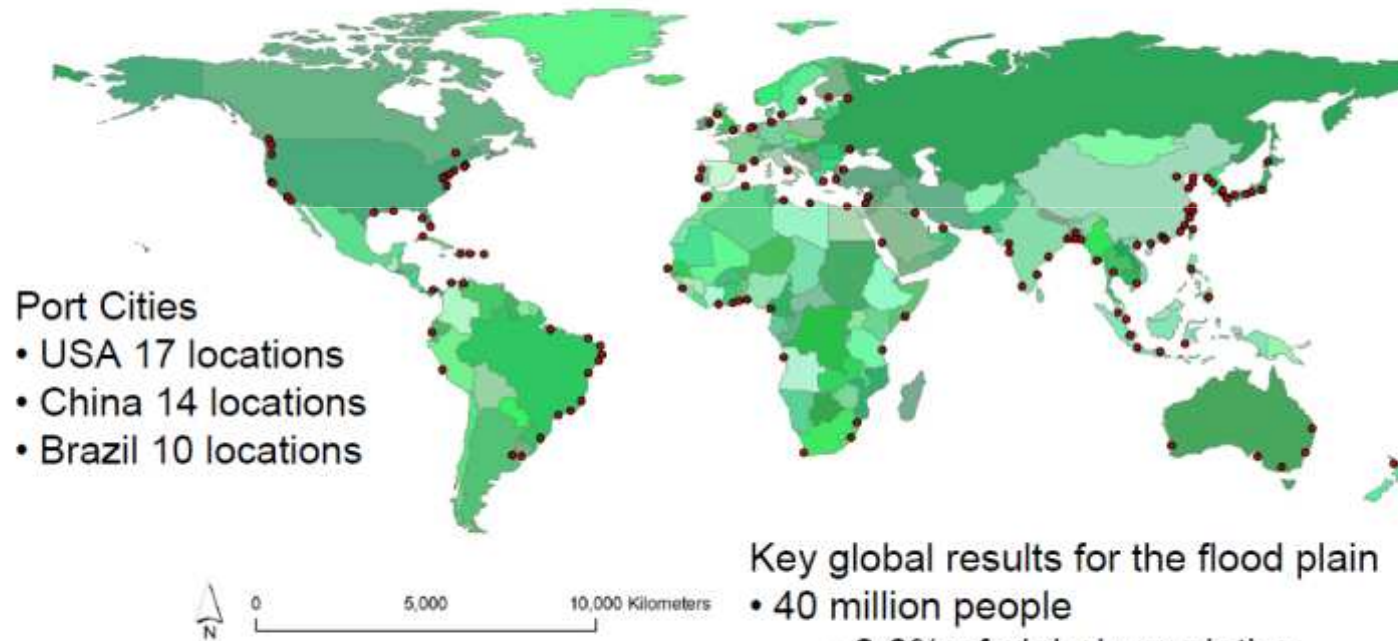 Port Cities
• USA 17 locations
• China 14 locations
• Brazil 10 locations
N
0 5,000 10,000 Kilometers
Key global results for the flood plain
• 40 million people